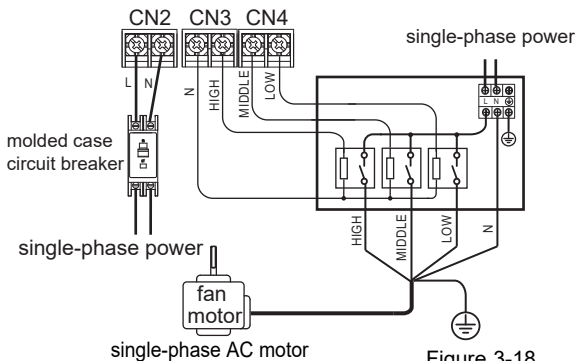 CN2 CN3 CN4
single-phase power
L N
N
HIGH
MIDDLE
LOW
L N
molded case
circuit breaker
single-phase power
HIGH
MIDDLE
LOW
N
fan
motor
single-phase AC motor
Figure 3-18